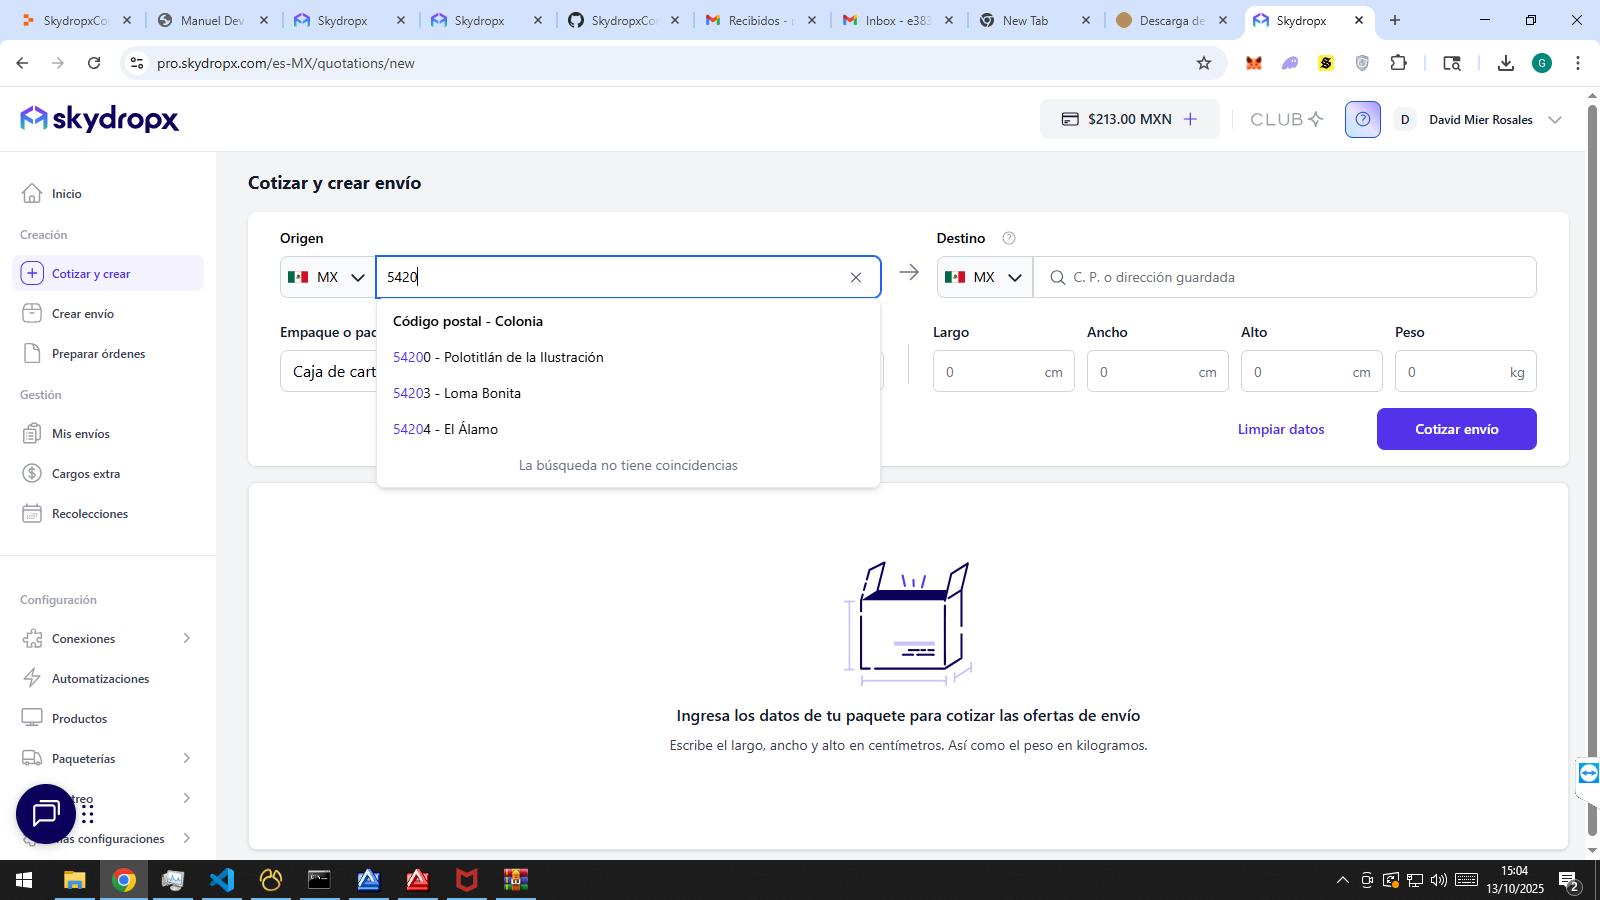 SkydropxCo
Manuel Dev
Skydropx
Skydropx
SkydropxCo
Recibidos -
Inbox - e383
New Tab
Descarga de
Skydropx
pro.skydropx.com/es-MX/quotations/new
G
skydropx
$213.00 MXN
CLUB
D
David Mier Rosales
Inicio
Creación
Cotizar y crear
Crear envío
Preparar órdenes
Gestión
Mis envíos
Cargos extra
Recolecciones
Configuración
Conexiones
Automatizaciones
Productos
Paqueterías
treo
ás configuraciones
Cotizar y crear envío
Origen
MX
5420
Código postal - Colonia
54200 - Polotitlán de la Ilustración
54203 - Loma Bonita
54204 - El Álamo
La búsqueda no tiene coincidencias
Destino
MX
C. P. o dirección guardada
Empaque o pac
Caja de cart
Largo
Ancho
Alto
Peso
0 cm
0 cm
0 cm
0 kg
Limpiar datos
Cotizar envío
Ingresa los datos de tu paquete para cotizar las ofertas de envío
Escribe el largo, ancho y alto en centímetros. Así como el peso en kilogramos.
15:04
13/10/2025
2